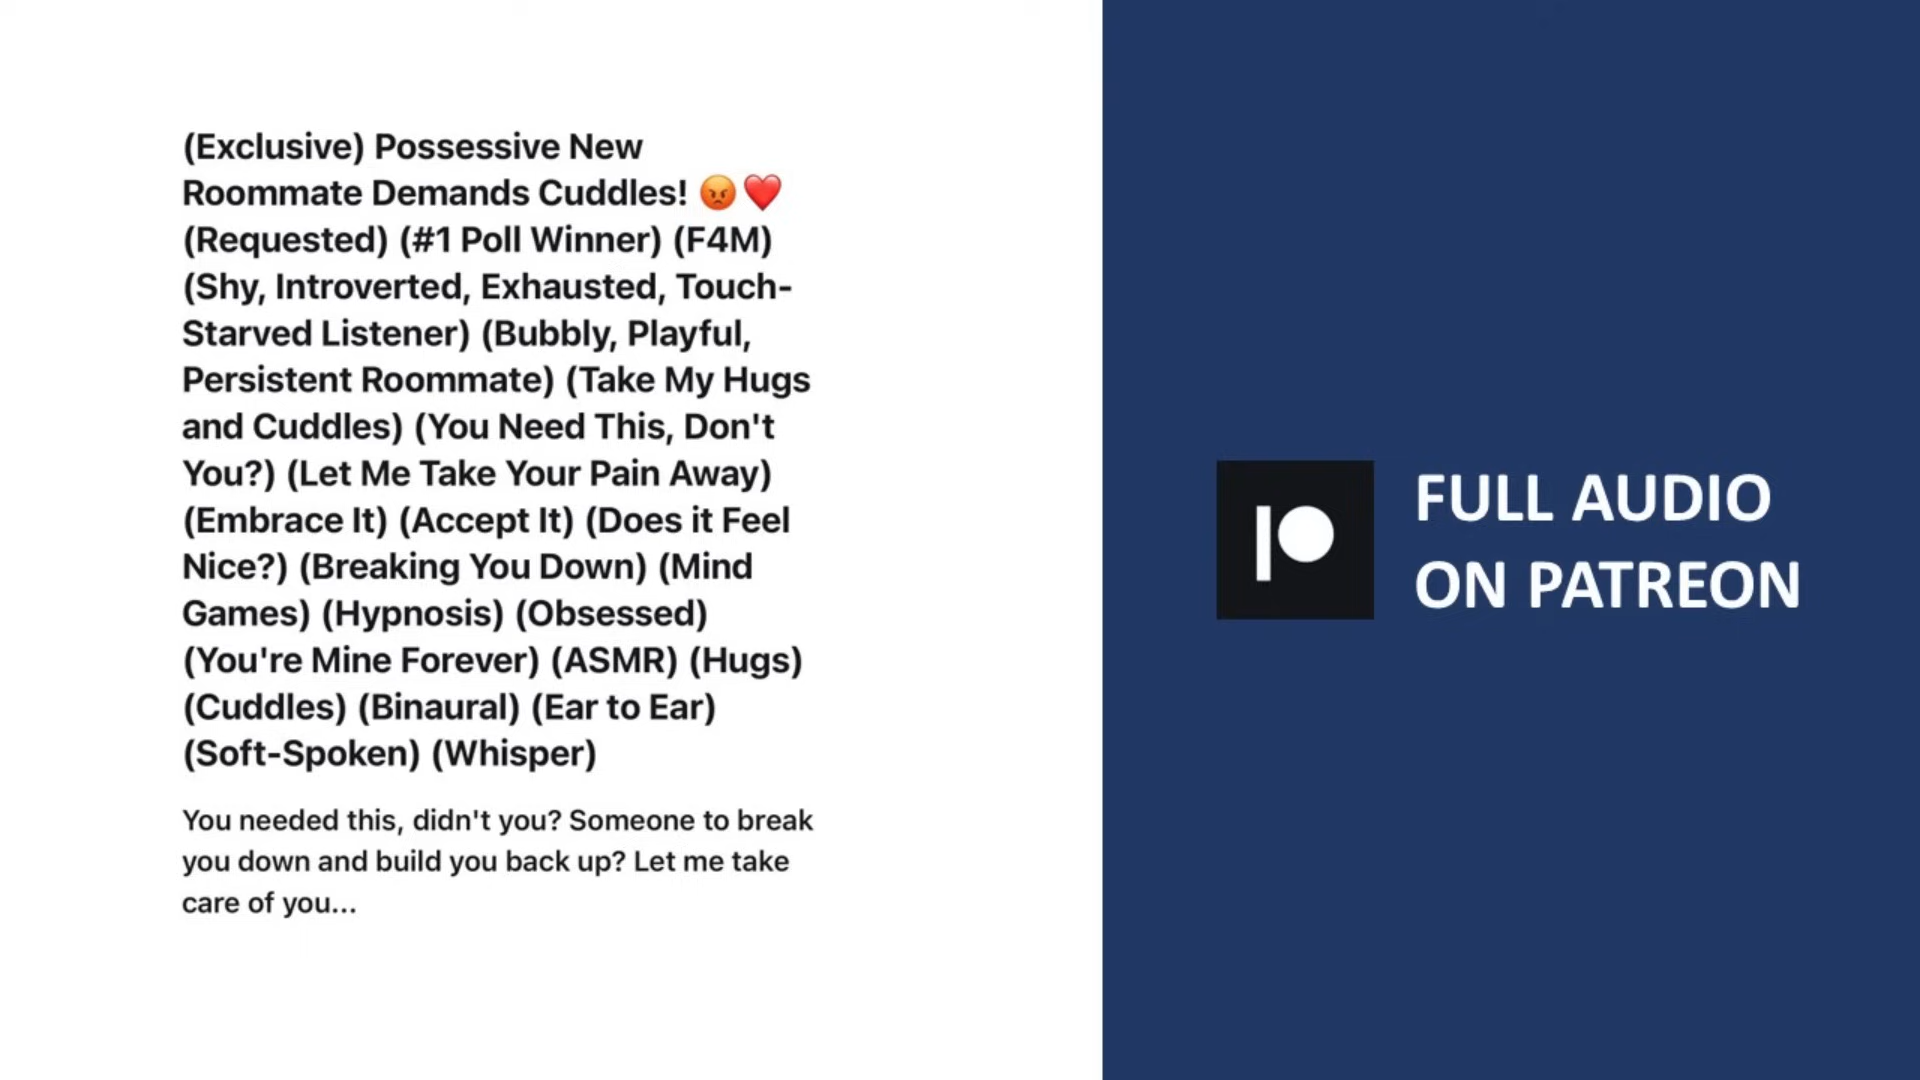 (Exclusive) Possessive New
Roommate Demands Cuddles! 😡❤️
(Requested) (#1 Poll Winner) (F4M)
(Shy, Introverted, Exhausted, Touch-
Starved Listener) (Bubbly, Playful,
Persistent Roommate) (Take My Hugs
and Cuddles) (You Need This, Don't
You?) (Let Me Take Your Pain Away)
(Embrace It) (Accept It) (Does it Feel
Nice?) (Breaking You Down) (Mind
Games) (Hypnosis) (Obsessed)
(You're Mine Forever) (ASMR) (Hugs)
(Cuddles) (Binaural) (Ear to Ear)
(Soft-Spoken) (Whisper)
You needed this, didn't you? Someone to break
you down and build you back up? Let me take
care of you...
FULL AUDIO
ON PATREON